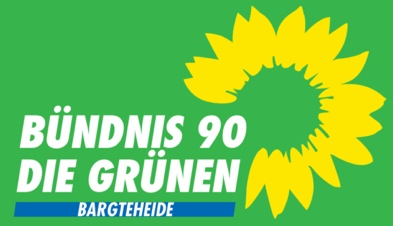 BÜNDNIS 90
DIE GRÜNEN
BARGTEHEIDE